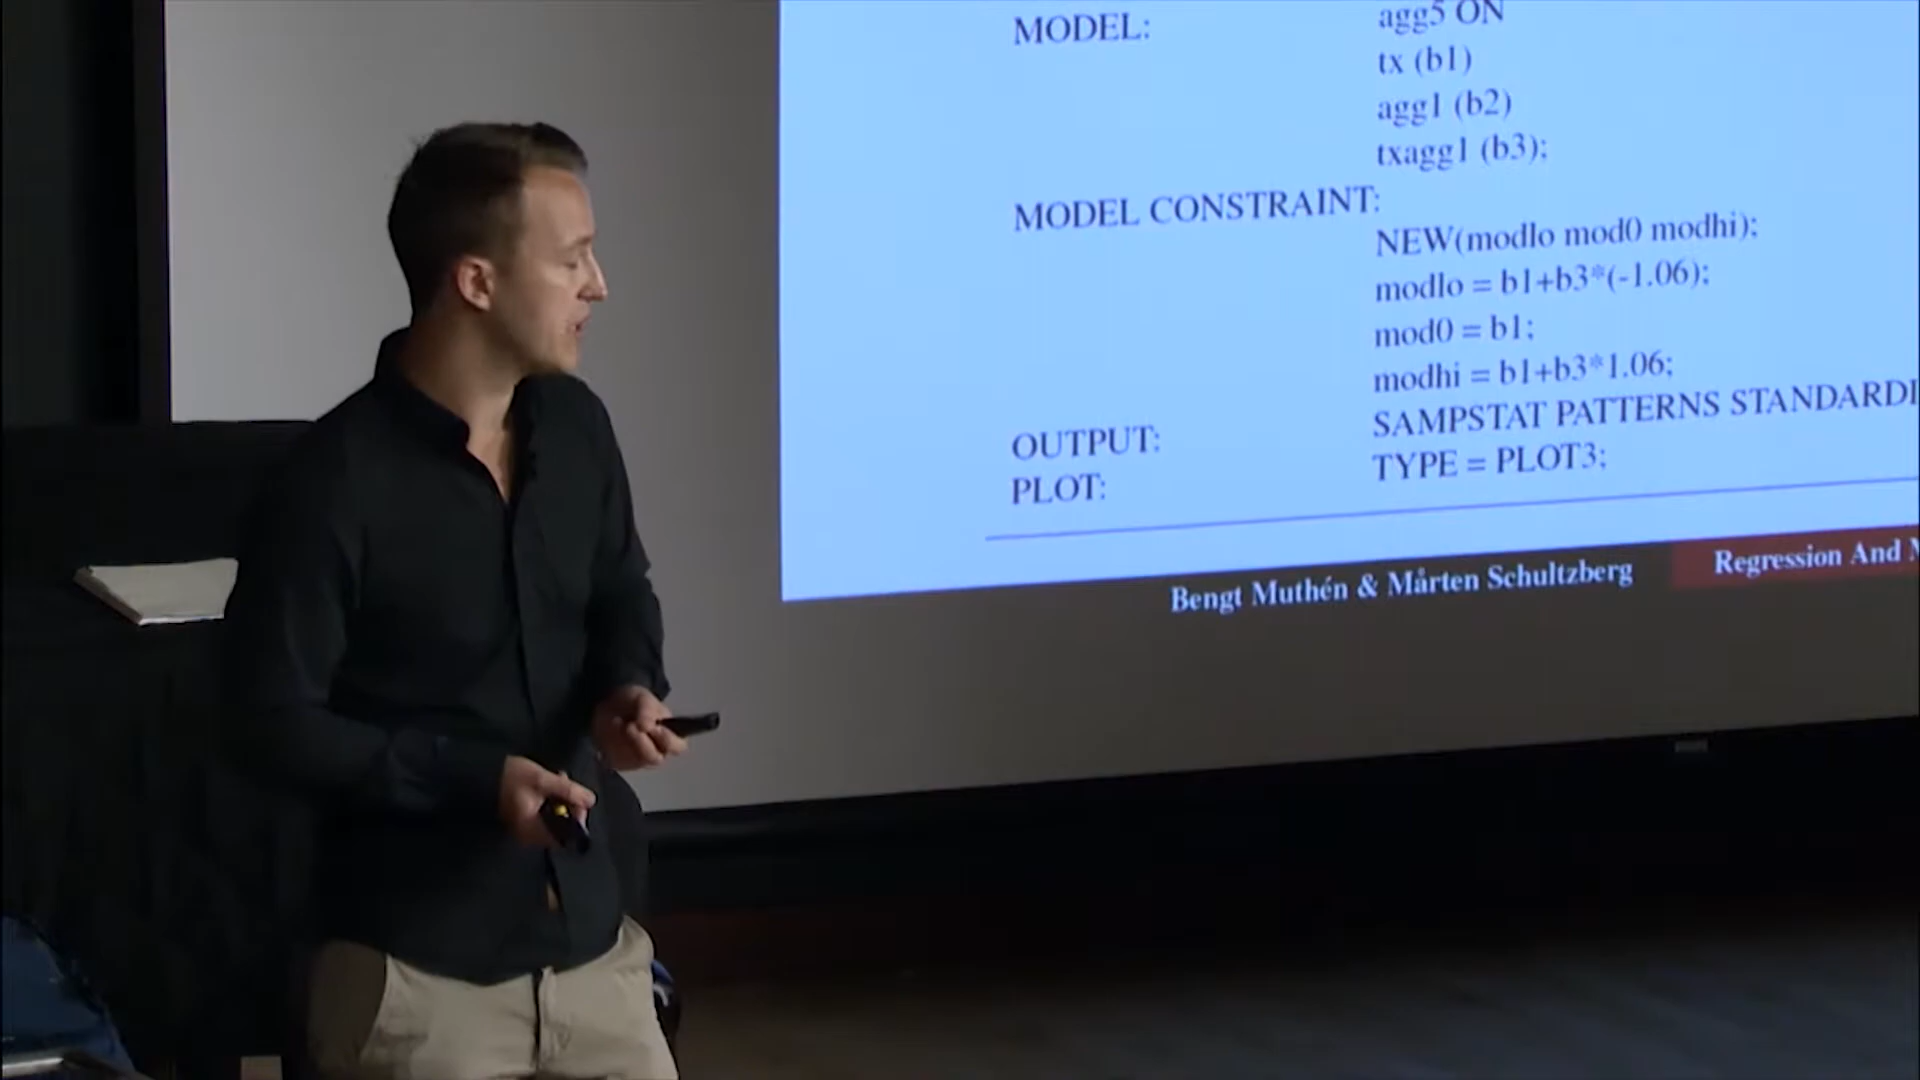 MODEL: agg5 ON
tx (b1)
agg1 (b2)
txagg1 (b3);
MODEL CONSTRAINT:
NEW(modlo mod0 modhi);
modlo = b1+b3*(-1.06);
mod0 = b1;
modhi = b1+b3*1.06;
OUTPUT: SAMPSTAT PATTERNS STANDARDI
PLOT: TYPE = PLOT3;
Bengt Muthén & Mårten Schultzberg Regression And